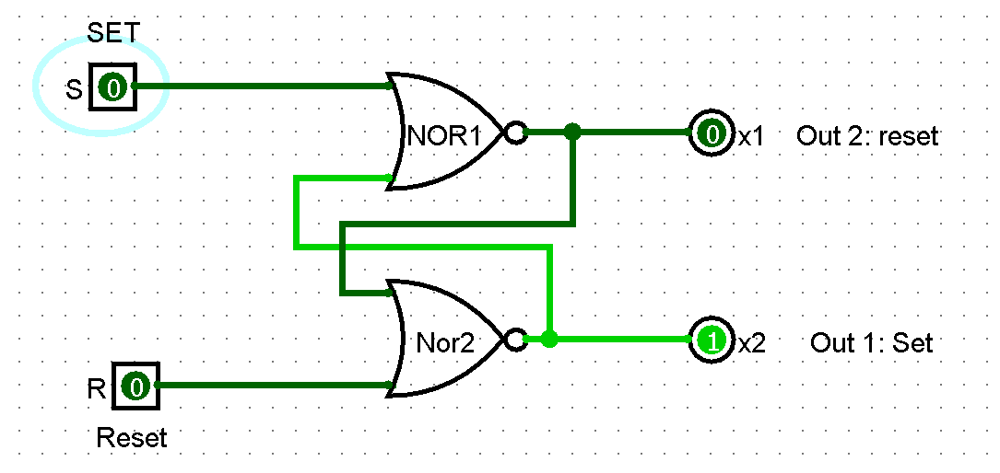 SET
S 0
NOR1
0 x1 Out 2: reset
Nor2
1 x2 Out 1: Set
R 0
Reset